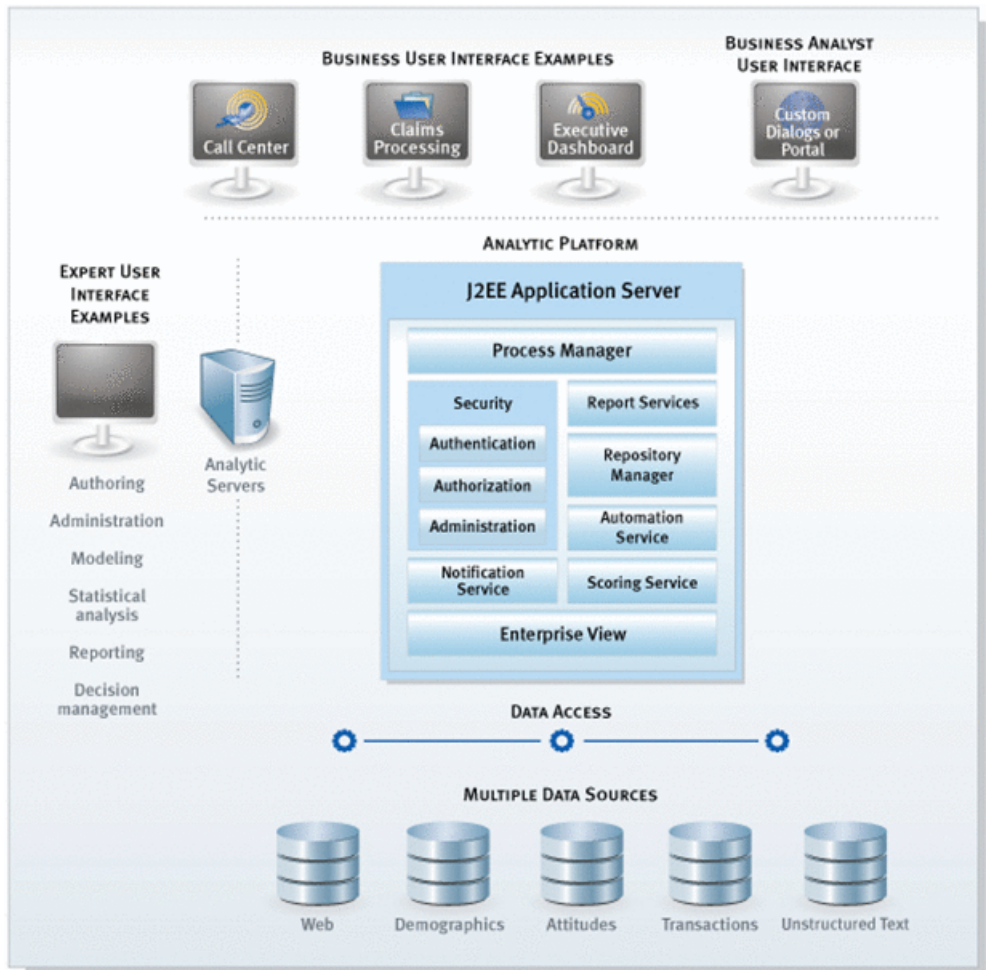 BUSINESS USER INTERFACE EXAMPLES
BUSINESS ANALYST
USER INTERFACE
Call Center
Claims
Processing
Executive
Dashboard
Custom
Dialogs or
Portal
ANALYTIC PLATFORM
EXPERT USER
INTERFACE
EXAMPLES
Authoring
Administration
Modeling
Statistical
analysis
Reporting
Decision
management
Analytic
Servers
J2EE Application Server
Process Manager
Security
Authentication
Authorization
Administration
Notification
Service
Report Services
Repository
Manager
Automation
Service
Scoring Service
Enterprise View
DATA ACCESS
MULTIPLE DATA SOURCES
Web
Demographics
Attitudes
Transactions
Unstructured Text